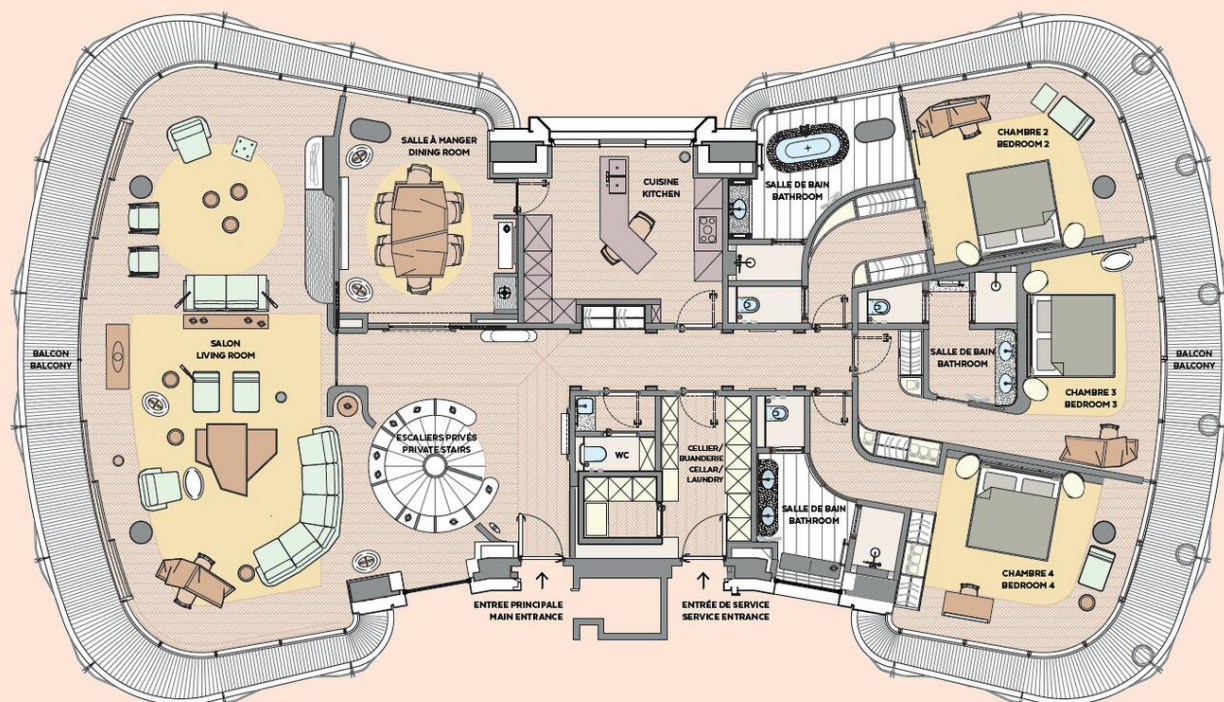 SALLE À MANGER
DINING ROOM
CUISINE
KITCHEN
SALLE DE BAIN
BATHROOM
CHAMBRE 2
BEDROOM 2
BALCON
BALCONY
SALON
LIVING ROOM
SALLE DE BAIN
BATHROOM
CHAMBRE 3
BEDROOM 3
BALCON
BALCONY
ESCALIERS PRIVÉS
PRIVATE STAIRS
WC
CELLIER/
BUANDERIE
CELLAR/
LAUNDRY
SALLE DE BAIN
BATHROOM
CHAMBRE 4
BEDROOM 4
ENTREE PRINCIPALE
MAIN ENTRANCE
ENTRÉE DE SERVICE
SERVICE ENTRANCE